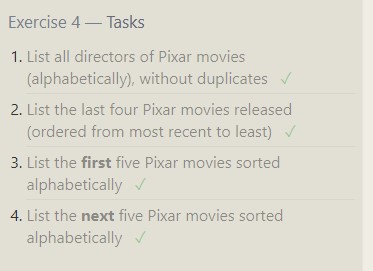 Exercise 4 — Tasks
1. List all directors of Pixar movies
(alphabetically), without duplicates ✓
2. List the last four Pixar movies released
(ordered from most recent to least) ✓
3. List the first five Pixar movies sorted
alphabetically ✓
4. List the next five Pixar movies sorted
alphabetically ✓